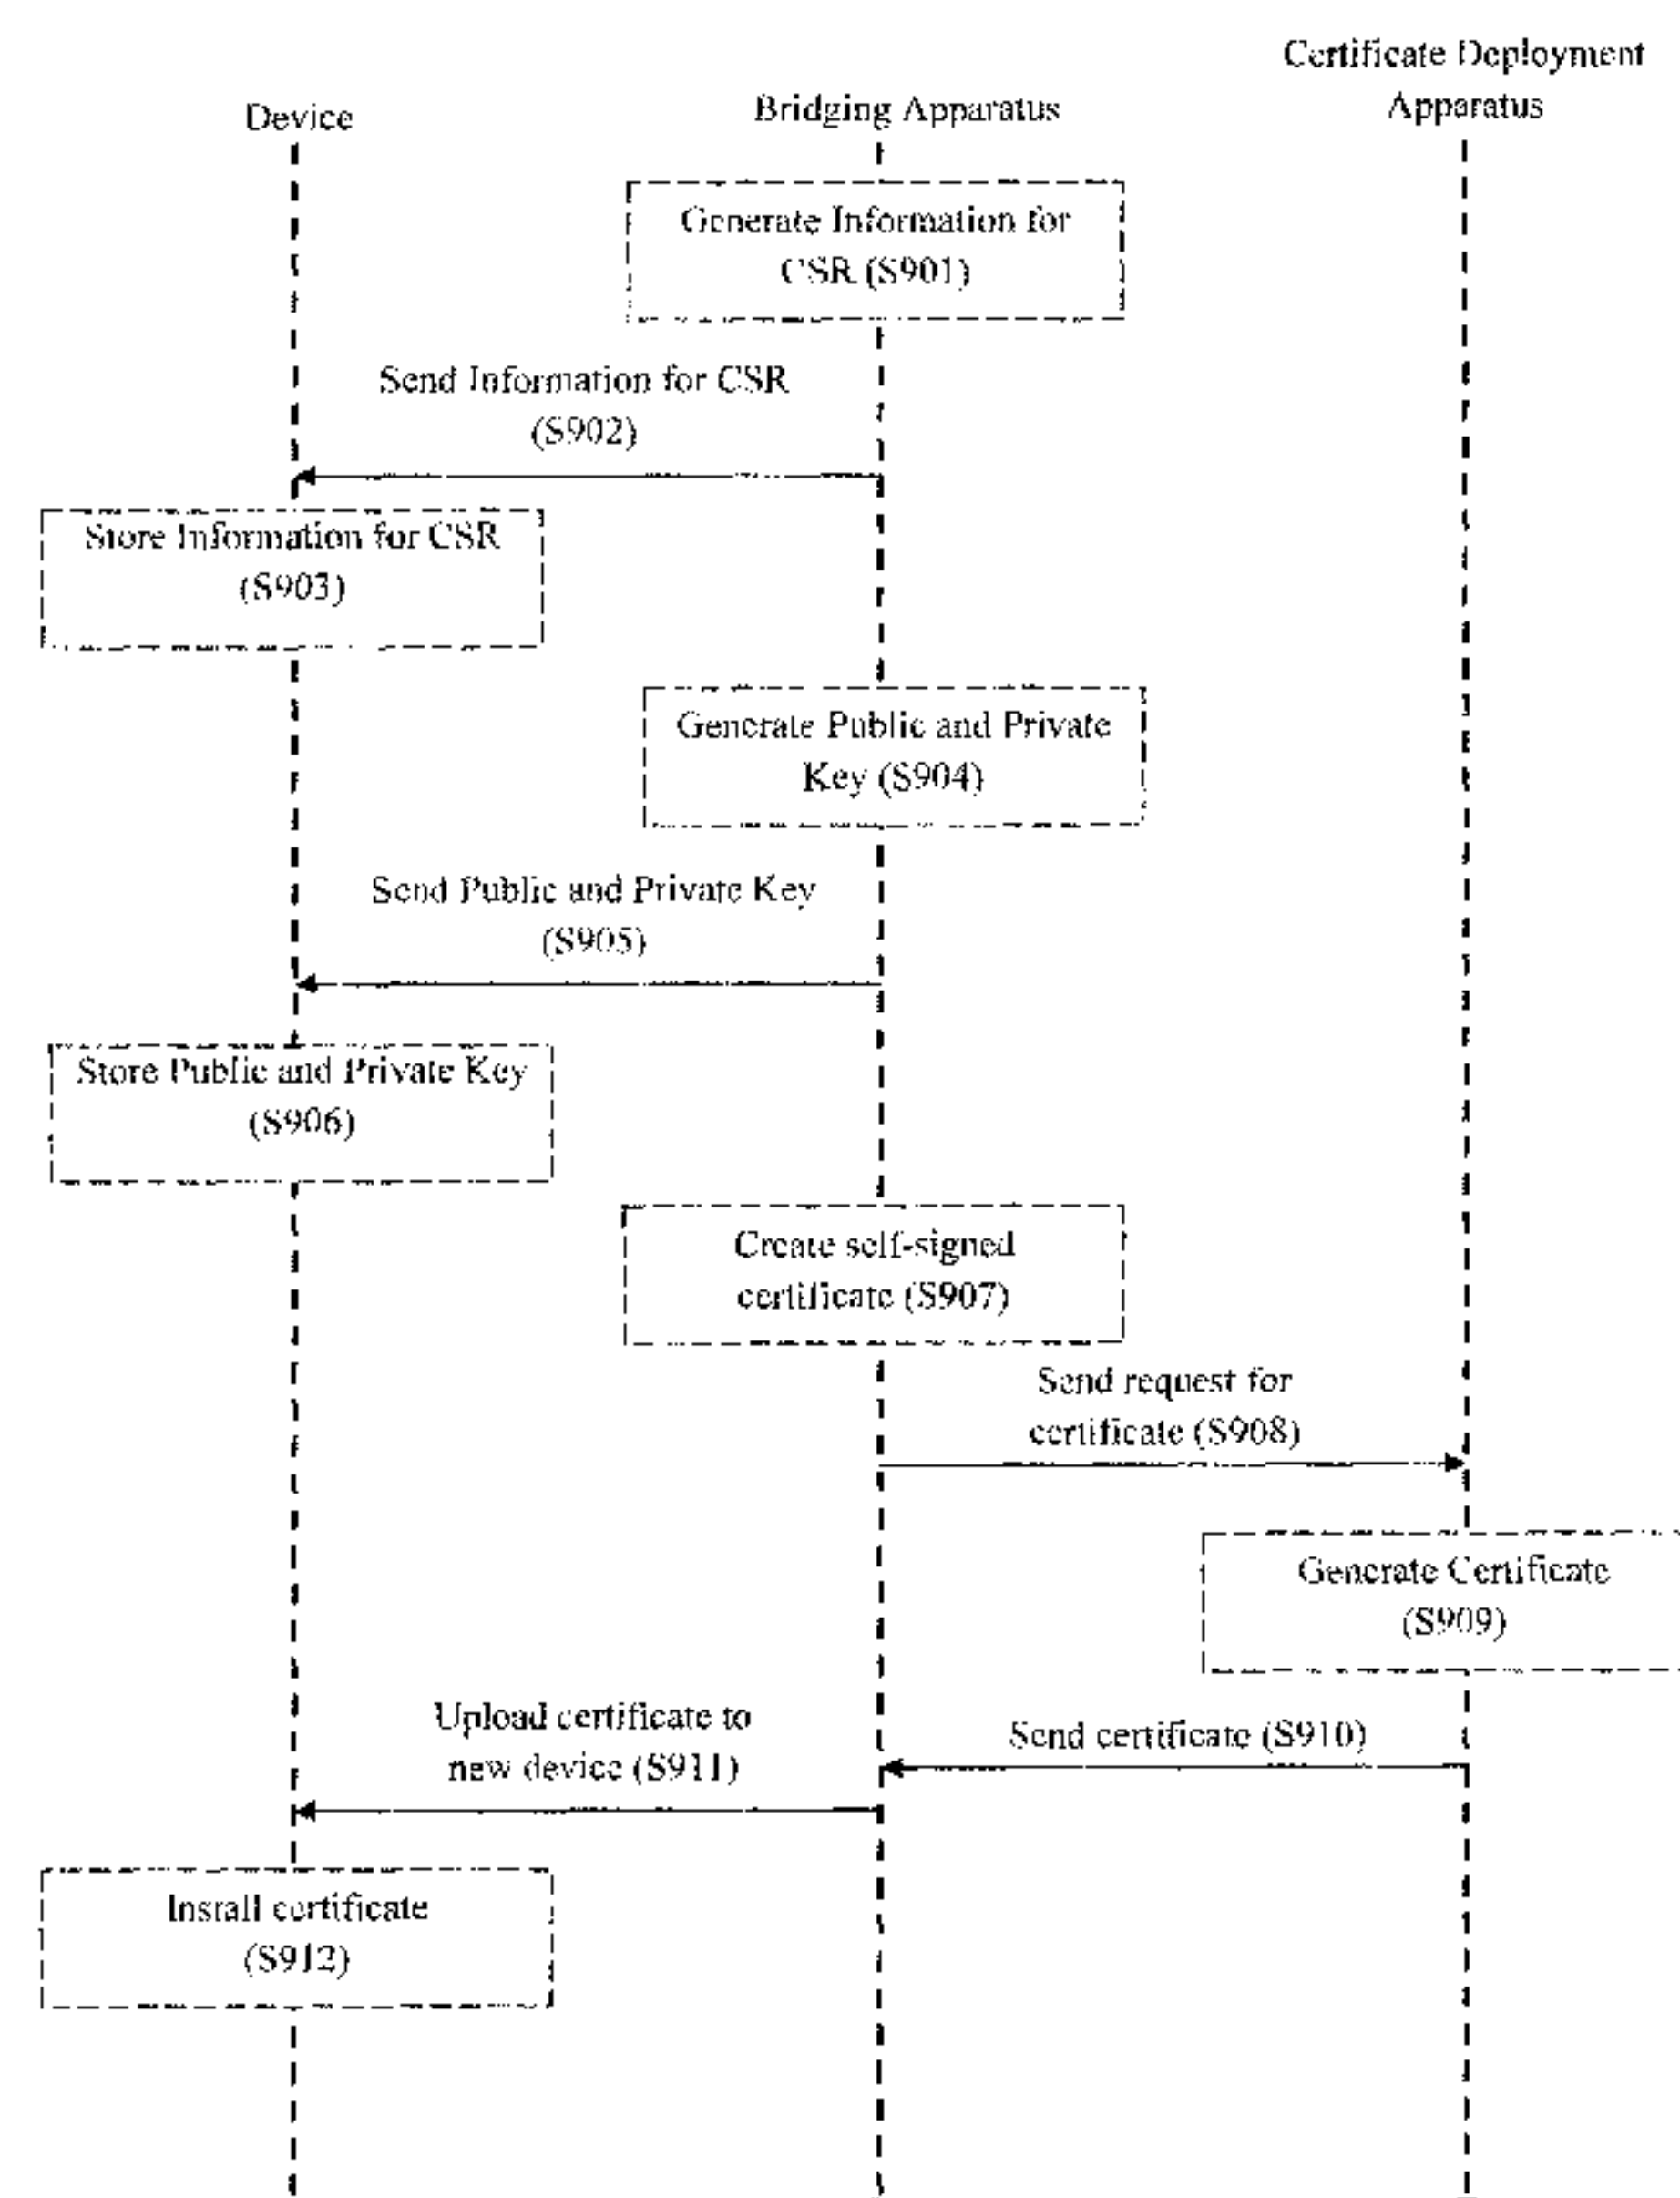 Certificate Deployment
Apparatus
Device
Bridging Apparatus
Generate Information for
CSR (S901)
Send Information for CSR
(S902)
Store Information for CSR
(S903)
Generate Public and Private
Key (S904)
Send Public and Private Key
(S905)
Store Public and Private Key
(S906)
Create self-signed
certificate (S907)
Send request for
certificate (S908)
Generate Certificate
(S909)
Send certificate (S910)
Upload certificate to
new device (S911)
Install certificate
(S912)